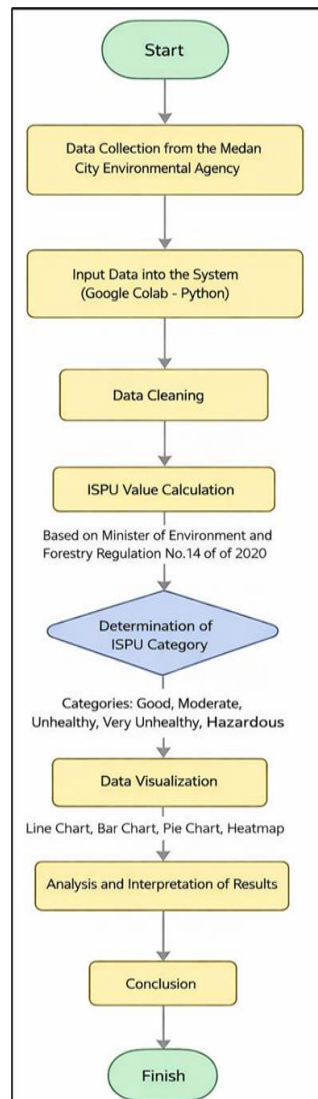 Start
Data Collection from the Medan
City Environmental Agency
Input Data into the System
(Google Colab - Python)
Data Cleaning
ISPU Value Calculation
Based on Minister of Environment and
Forestry Regulation No.14 of of 2020
Determination of
ISPU Category
Categories: Good, Moderate,
Unhealthy, Very Unhealthy, Hazardous
Data Visualization
Line Chart, Bar Chart, Pie Chart, Heatmap
Analysis and Interpretation of Results
Conclusion
Finish